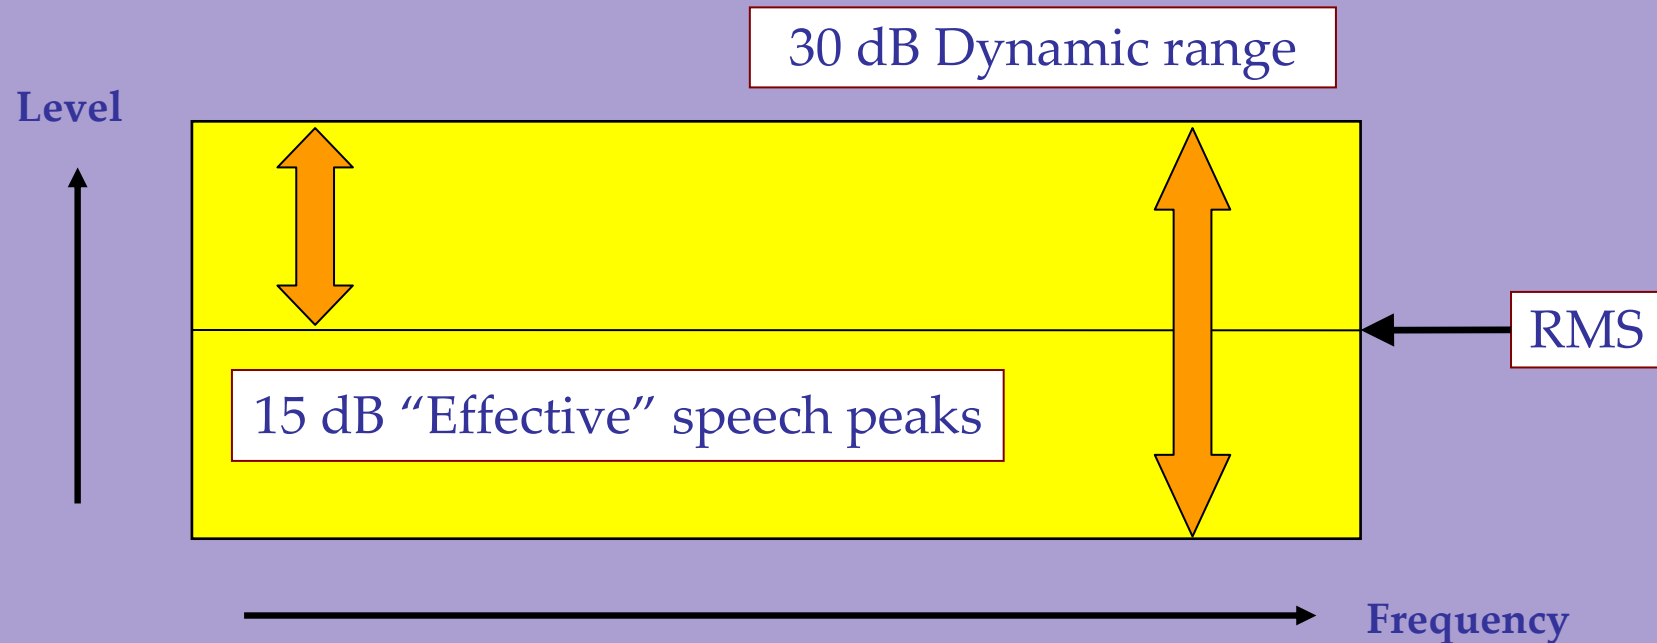 30 dB Dynamic range
Level
RMS
15 dB “Effective” speech peaks
Frequency